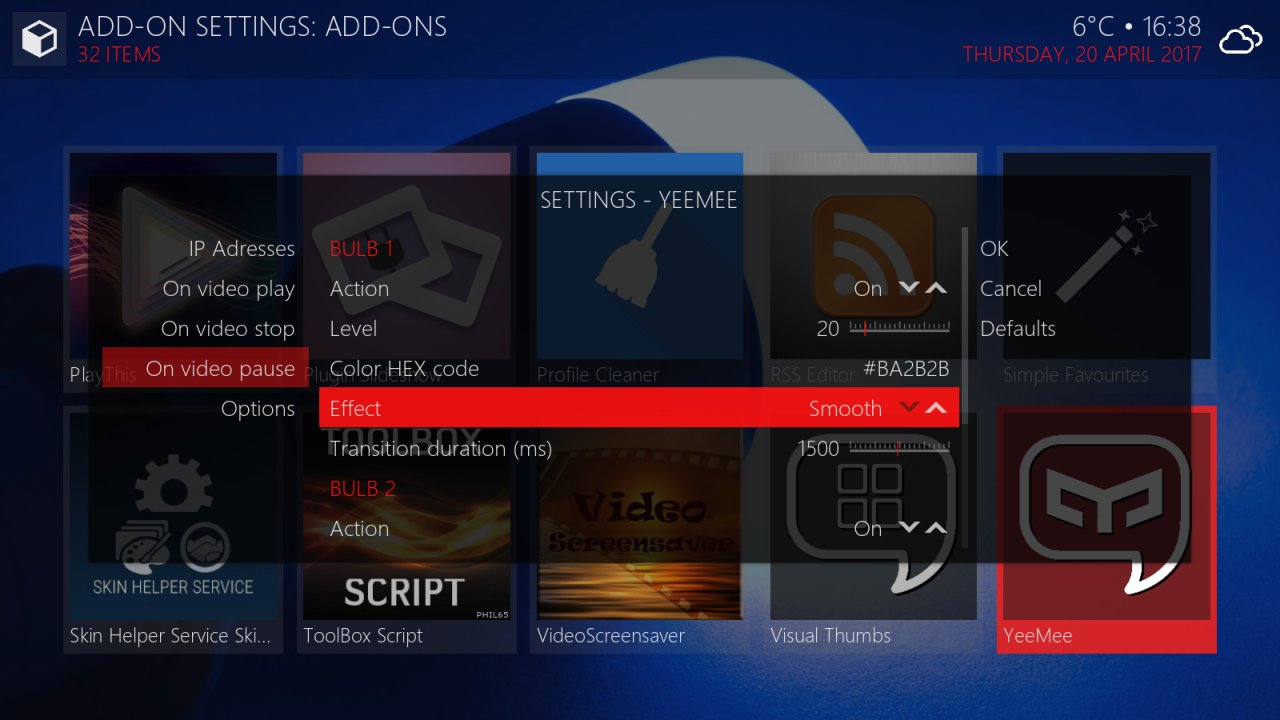 ADD-ON SETTINGS: ADD-ONS
32 ITEMS
6°C • 16:38
THURSDAY, 20 APRIL 2017
SETTINGS - YEEMEE
IP Adresses
On video play
On video stop
On video pause
Options
BULB 1
Action On
Level 20
Color HEX code #BA2B2B
Effect Smooth
Transition duration (ms) 1500
BULB 2
Action On
OK
Cancel
Defaults
PlayThis
Plugin Slideshow
Profile Cleaner
RSS Editor
Simple Favourites
SKIN HELPER SERVICE
TOOLBOX
SCRIPT
PHIL65
Video
Screensaver
Skin Helper Service Ski...
ToolBox Script
VideoScreensaver
Visual Thumbs
YeeMee